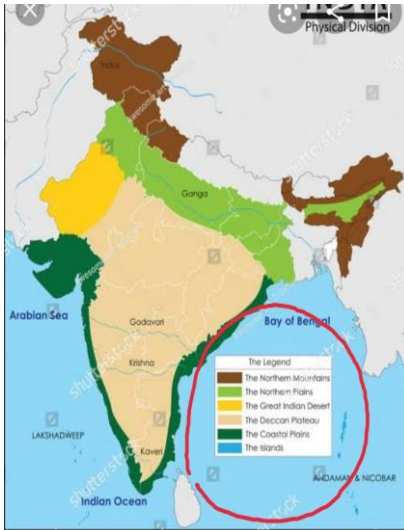 Physical Division
Indus
Ganga
Arabian Sea
Bay of Bengal
Godavari
Krishna
The Legend
The Northern Mountains
The Northern Plains
The Great Indian Desert
The Deccan Plateau
The Coastal Plains
The Islands
LAKSHADWEEP
Kaveri
ANDAMAN & NICOBAR
Indian Ocean
shutterstock
shutterstock
shutterstock